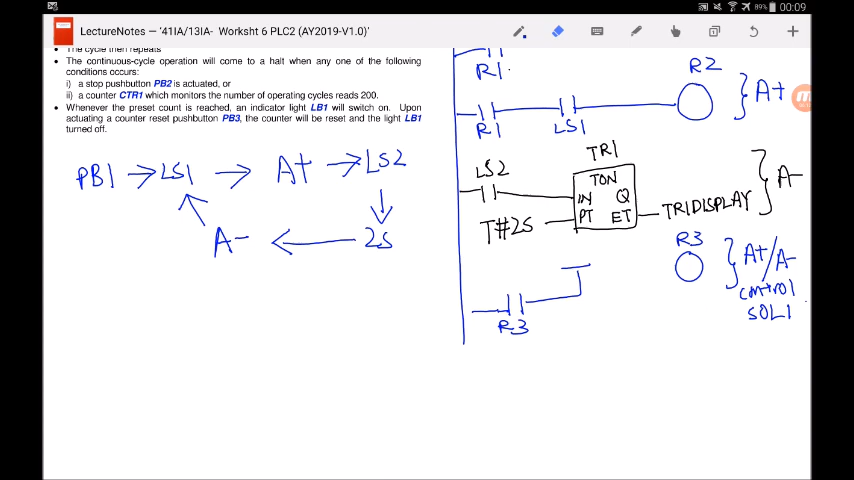 89% 00:09
LectureNotes - '41IA/13IA- Worksht 6 PLC2 (AY2019-V1.0)
The cycle then repeats
The continuous-cycle operation will come to a halt when any one of the following
conditions occurs:
i) a stop pushbutton PB2 is actuated, or
ii) a counter CTR1 which monitors the number of operating cycles reads 200.
Whenever the preset count is reached, an indicator light LB1 will switch on. Upon
actuating a counter reset pushbutton PB3, the counter will be reset and the light LB1
turned off.
PB1 → LS1 → A+ → LS2
A- ← 2S
R1
R2
R1 LS1 } A+
TR1
LS2 TON
IN Q
T#2S PT ET TR1DISPLAY } A-
R3
} A+/A-
control
SOL1
R3